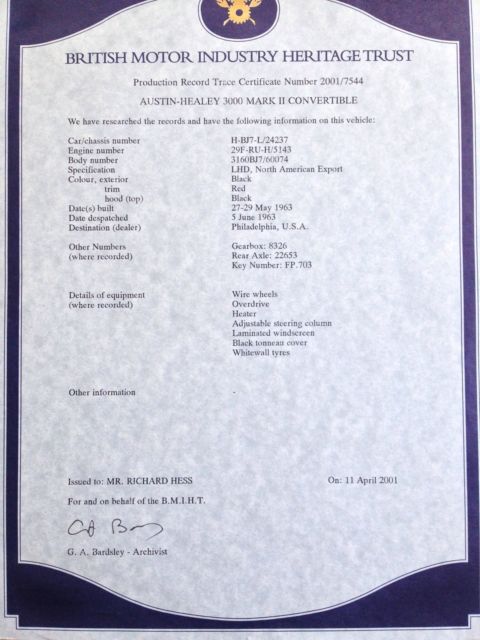 BRITISH MOTOR INDUSTRY HERITAGE TRUST
Production Record Trace Certificate Number 2001/7544
AUSTIN-HEALEY 3000 MARK II CONVERTIBLE
We have researched the records and have the following information on this vehicle:
Car/chassis number H-BJ7-L/24237
Engine number 29F-RU-H/5143
Body number 3160BJ7/60074
Specification LHD, North American Export
Colour, exterior Black
trim Red
hood (top) Black
Date(s) built 27-29 May 1963
Date despatched 5 June 1963
Destination (dealer) Philadelphia, U.S.A.
Other Numbers Gearbox: 8326
(where recorded) Rear Axle: 22653
Key Number: FP.703
Details of equipment Wire wheels
(where recorded) Overdrive
Heater
Adjustable steering column
Laminated windscreen
Black tonneau cover
Whitewall tyres
Other information -
Issued to: MR. RICHARD HESS On: 11 April 2001
For and on behalf of the B.M.I.H.T.
G. A. Bardsley - Archivist